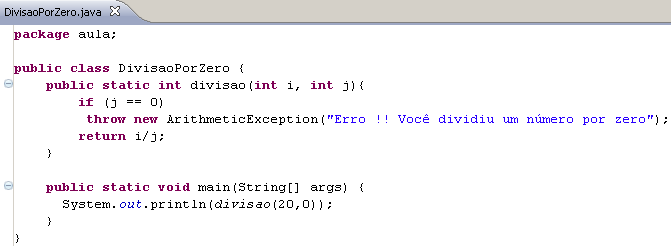 DivisaoPorZero.java
package aula;
public class DivisaoPorZero {
public static int divisao(int i, int j){
if (j == 0)
throw new ArithmeticException("Erro !! Você dividiu um número por zero");
return i/j;
}
public static void main(String[] args) {
System.out.println(divisao(20,0));
}
}